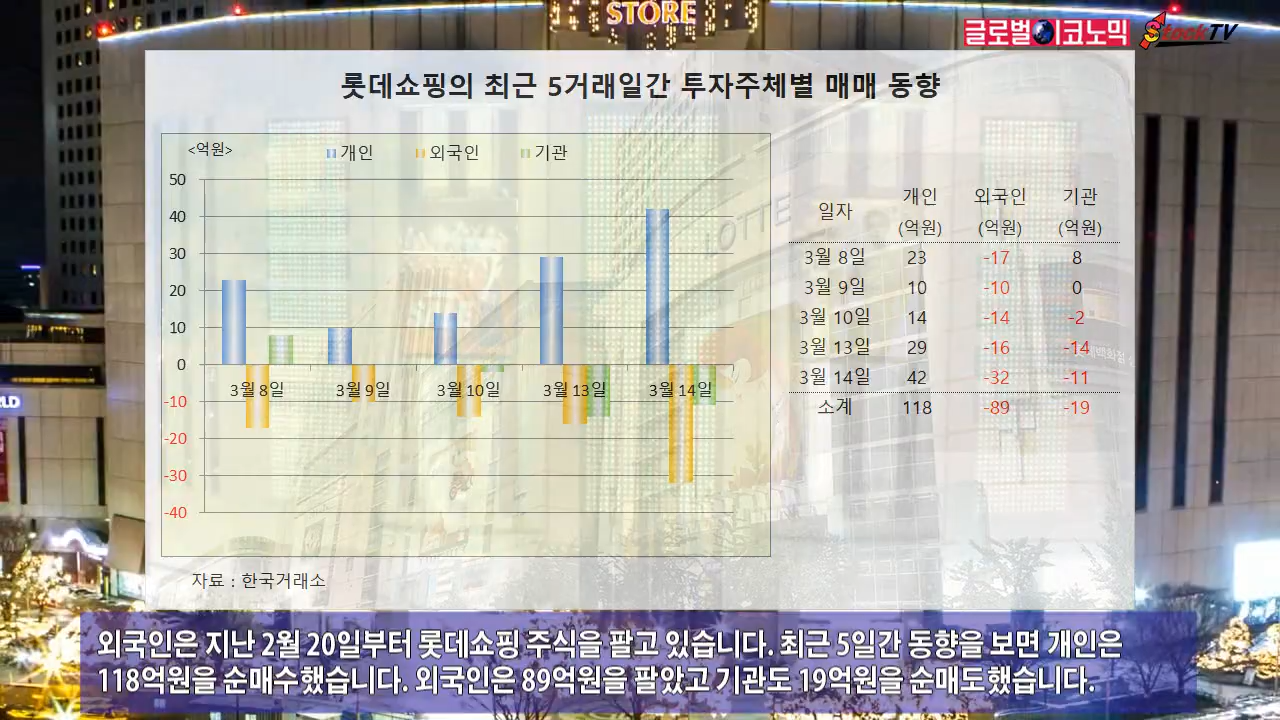 STORE
글로벌이코노믹 StockTV
롯데쇼핑의 최근 5거래일간 투자주체별 매매 동향
<억원> 개인 외국인 기관
50
40
30
20
10
0
-10
-20
-30
-40
3월 8일 3월 9일 3월 10일 3월 13일 3월 14일
일자 개인 외국인 기관
(억원) (억원) (억원)
3월 8일 23 -17 8
3월 9일 10 -10 0
3월 10일 14 -14 -2
3월 13일 29 -16 -14
3월 14일 42 -32 -11
소계 118 -89 -19
자료 : 한국거래소
외국인은 지난 2월 20일부터 롯데쇼핑 주식을 팔고 있습니다. 최근 5일간 동향을 보면 개인은
118억원을 순매수했습니다. 외국인은 89억원을 팔았고 기관도 19억원을 순매도했습니다.